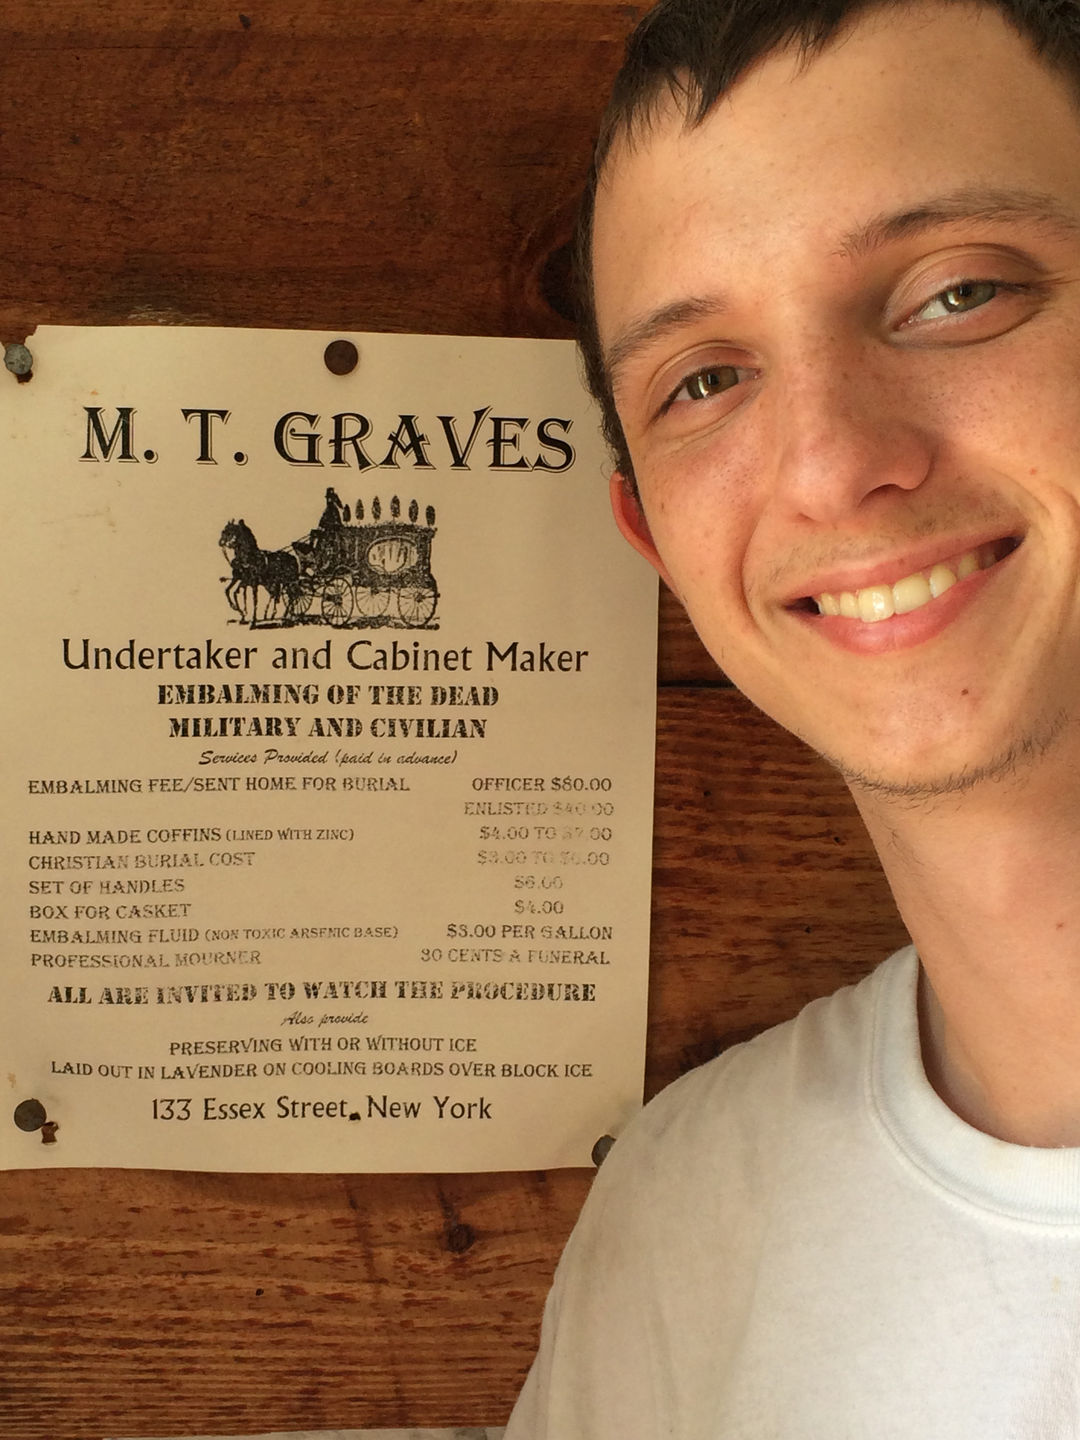 M. T. GRAVES
Undertaker and Cabinet Maker
EMBALMING OF THE DEAD
MILITARY AND CIVILIAN
Services Provided (paid in advance)
EMBALMING FEE/SENT HOME FOR BURIAL OFFICER $80.00
ENLISTED $40.00
HAND MADE COFFINS (LINED WITH ZINC) $4.00 TO $7.00
CHRISTIAN BURIAL COST $3.00 TO
SET OF HANDLES $6.00
BOX FOR CASKET $4.00
EMBALMING FLUID (NON TOXIC ARSENIC BASE) $3.00 PER GALLON
PROFESSIONAL MOURNER 30 CENTS A FUNERAL
ALL ARE INVITED TO WATCH THE PROCEDURE
Also provide
PRESERVING WITH OR WITHOUT ICE
LAID OUT IN LAVENDER ON COOLING BOARDS OVER BLOCK ICE
133 Essex Street, New York